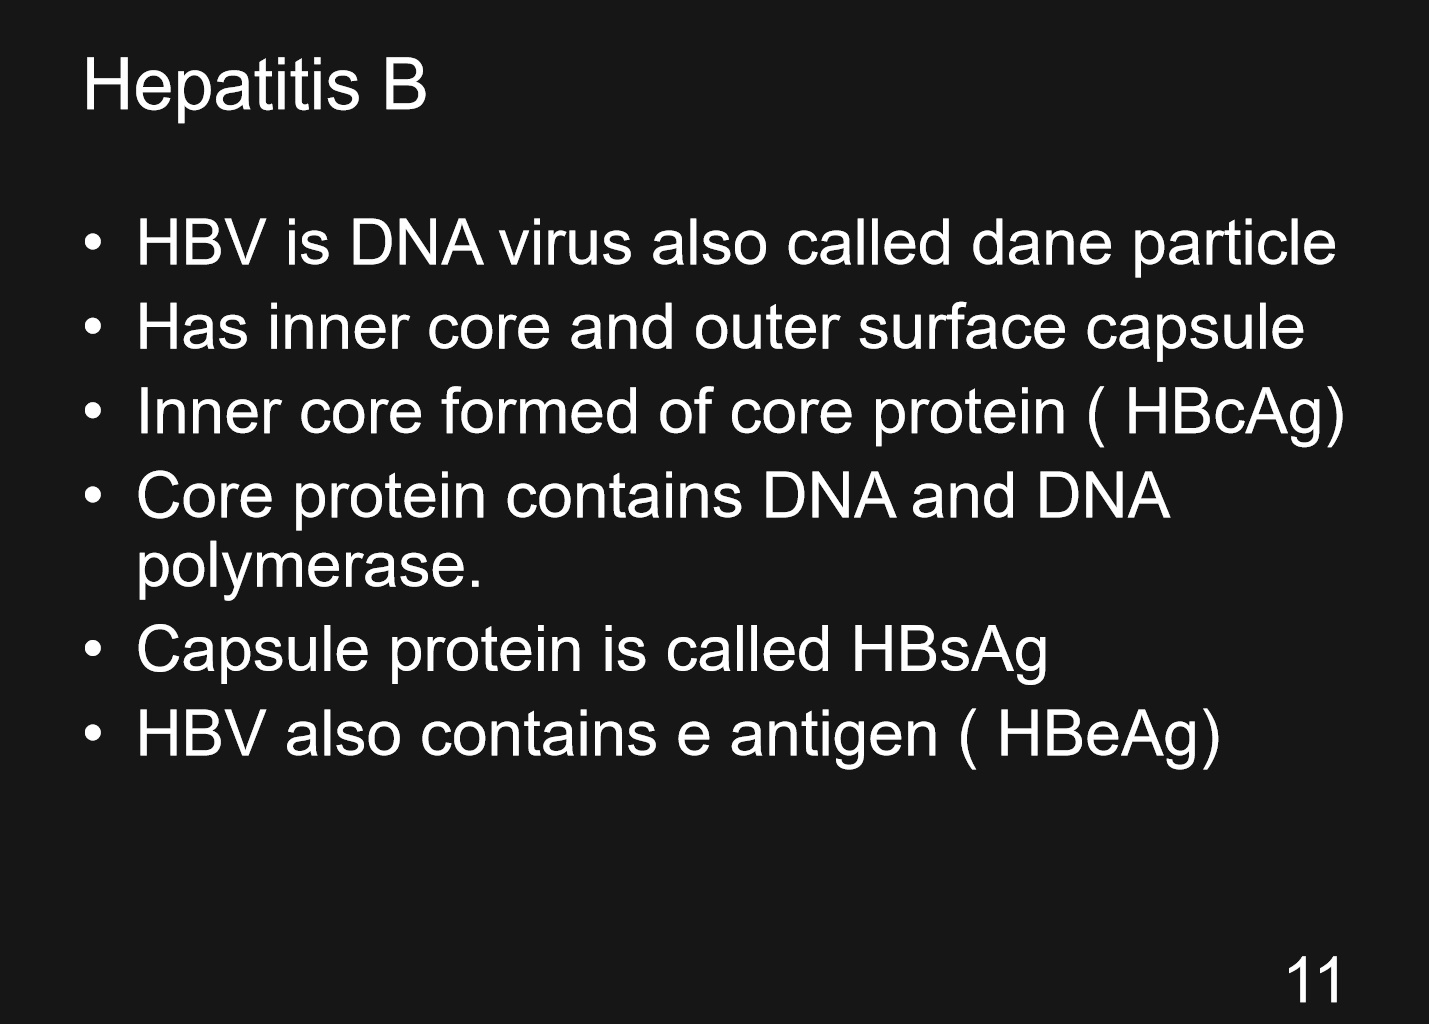 Hepatitis B
• HBV is DNA virus also called dane particle
• Has inner core and outer surface capsule
• Inner core formed of core protein ( HBcAg)
• Core protein contains DNA and DNA
polymerase.
• Capsule protein is called HBsAg
• HBV also contains e antigen ( HBeAg)
11